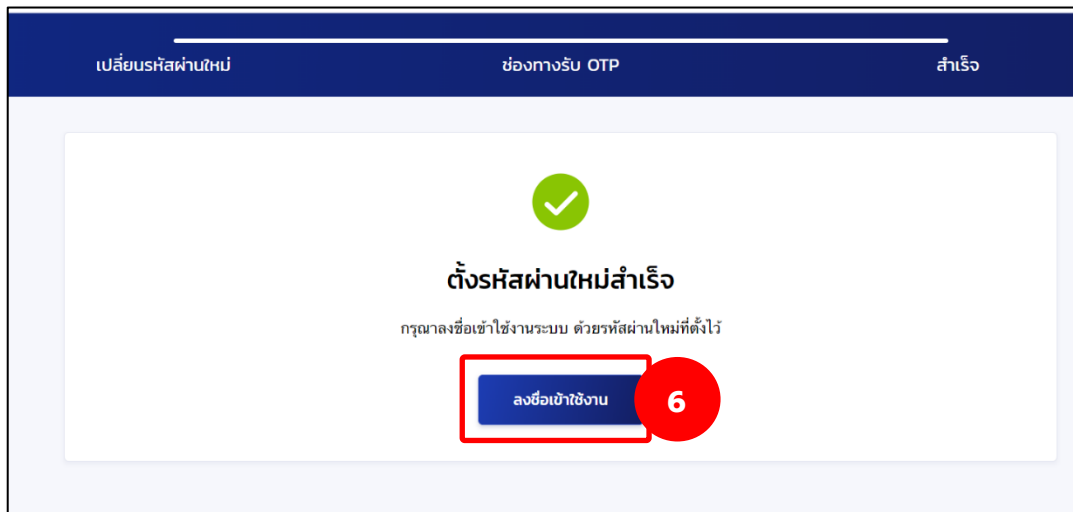 เปลี่ยนรหัสผ่านใหม่ ช่องทางรับ OTP สำเร็จ
ตั้งรหัสผ่านใหม่สำเร็จ
กรุณาลงชื่อเข้าใช้งานระบบ ด้วยรหัสผ่านใหม่ที่ตั้งไว้
ลงชื่อเข้าใช้งาน 6